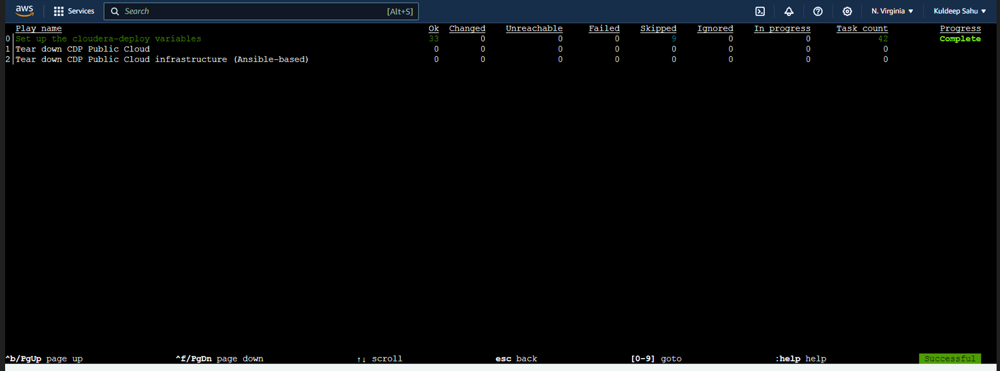 aws Services Search [Alt+S] N. Virginia ▼ Kuldeep Sahu ▼
Play name Ok Changed Unreachable Failed Skipped Ignored In progress Task count Progress
0│Set up the cloudera-deploy variables 33 0 0 0 9 0 0 42 Complete
1│Tear down CDP Public Cloud 0 0 0 0 0 0 0 0
2│Tear down CDP Public Cloud infrastructure (Ansible-based) 0 0 0 0 0 0 0 0
^b/PgUp page up ^f/PgDn page down ↑↓ scroll esc back [0-9] goto :help help Successful